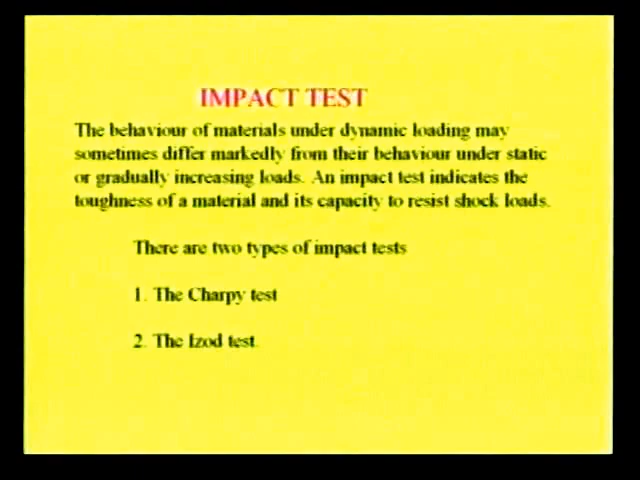 IMPACT TEST
The behaviour of materials under dynamic loading may
sometimes differ markedly from their behaviour under static
or gradually increasing loads. An impact test indicates the
toughness of a material and its capacity to resist shock loads.
There are two types of impact tests
1. The Charpy test
2. The Izod test.